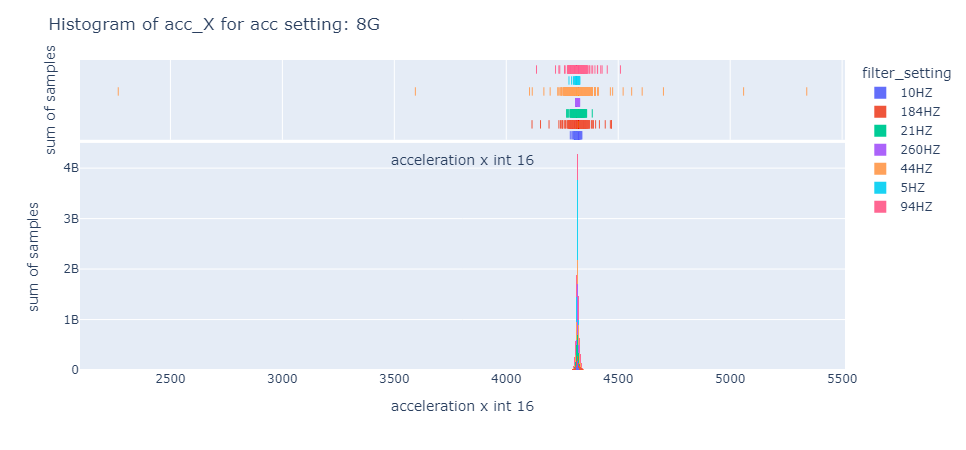 Histogram of acc_X for acc setting: 8G
sum of samples
filter_setting
10HZ
184HZ
21HZ
260HZ
44HZ
5HZ
94HZ
acceleration x int 16
sum of samples
4B
3B
2B
1B
0
2500 3000 3500 4000 4500 5000 5500
acceleration x int 16